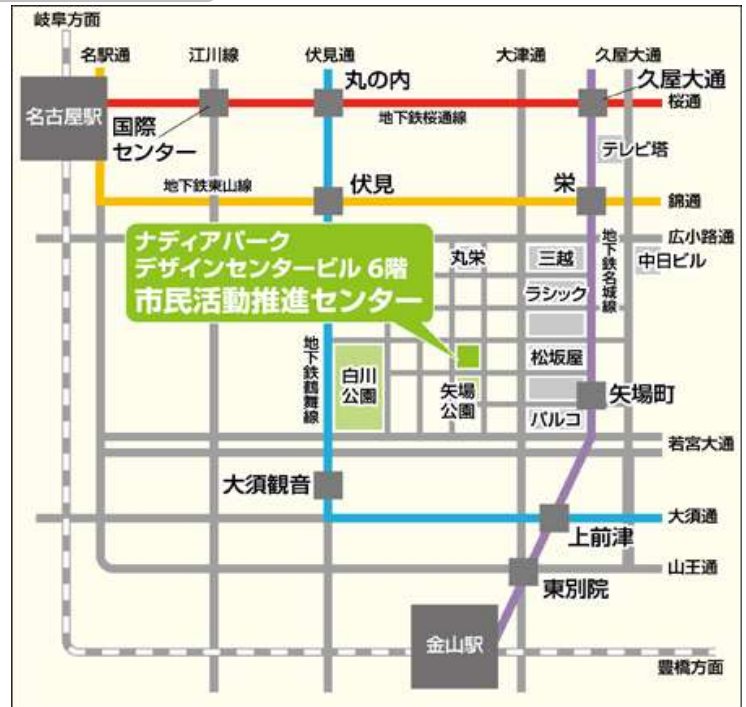 岐阜方面
名駅通
江川線
伏見通
大津通
久屋大通
丸の内
久屋大通
名古屋駅
桜通
国際
センター
地下鉄桜通線
テレビ塔
地下鉄東山線
伏見
栄
錦通
広小路通
ナディアパーク
デザインセンタービル 6階
市民活動推進センター
丸栄
三越
地下鉄名城線
中日ビル
ラシック
地下鉄鶴舞線
白川
公園
松坂屋
矢場
公園
矢場町
パルコ
若宮大通
大須観音
大須通
上前津
山王通
東別院
金山駅
豊橋方面